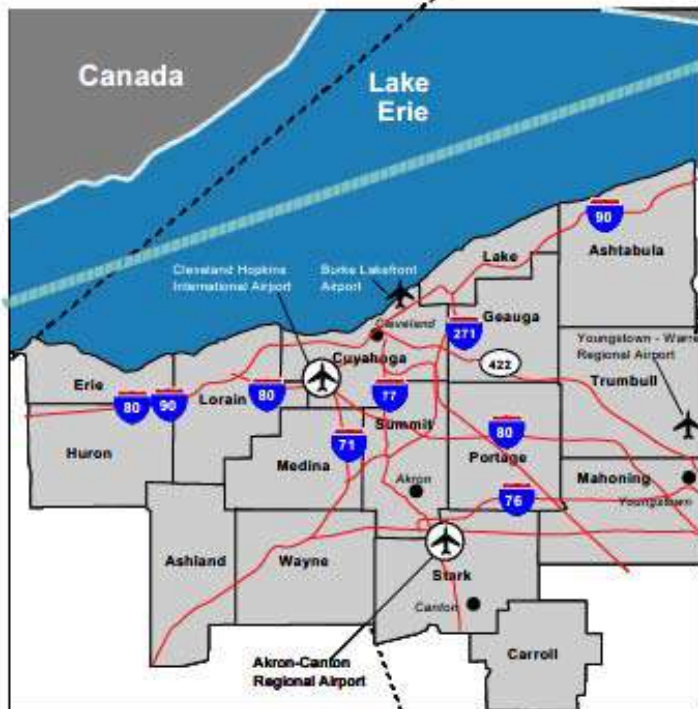 Canada
Lake
Erie
90
Ashtabula
Lake
Cleveland Hopkins
International Airport
Burke Lakefront
Airport
Geauga
Cleveland
271
Cuyahoga
422
Youngstown - Warre
Regional Airport
Erie
Trumbull
80
90
Lorain
80
77
Summit
71
80
Huron
Medina
Portage
Akron
Mahoning
76
Youngstown
Ashland
Wayne
Stark
Canton
Akron-Canton
Regional Airport
Carroll